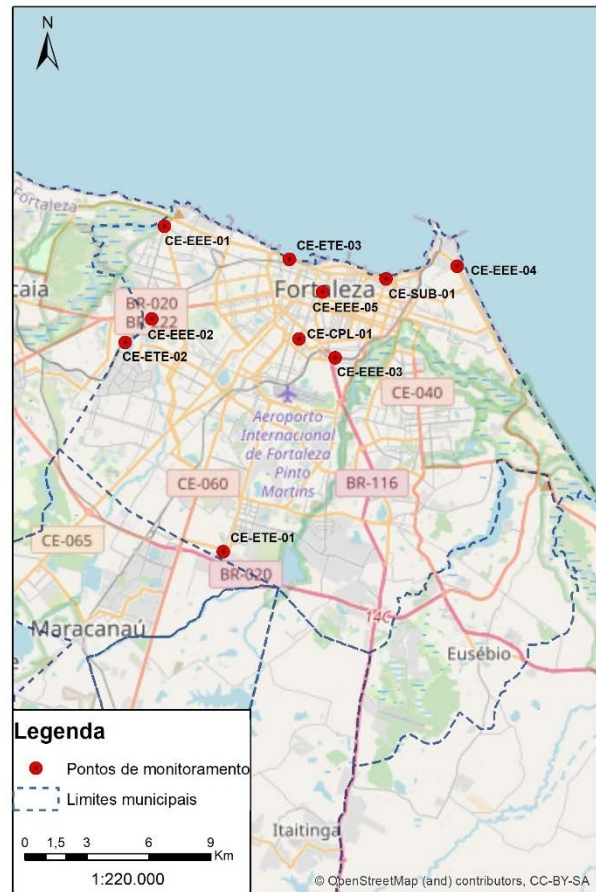 N
Fortaleza
CE-EEE-01
CE-ETE-03
CE-EEE-04
caia
Fortaleza
CE-SUB-01
CE-EEE-05
BR-020
CE-EEE-02
CE-ETE-02
CE-CPL-01
CE-EEE-03
CE-040
Aeroporto
Internacional
de Fortaleza
- Pinto
Martins
CE-060
BR-116
CE-ETE-01
CE-065
BR-020
14C
Maracanaú
Eusébio
Legenda
Pontos de monitoramento
Limites municipais
0 1,5 3 6 9
Km
1:220.000
Itaitinga
© OpenStreetMap (and) contributors, CC-BY-SA